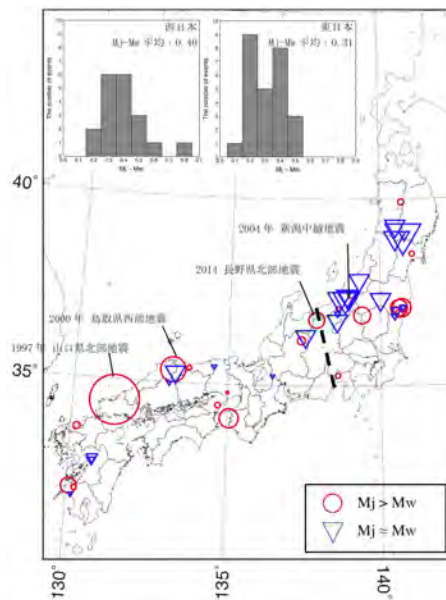 西日本
Mj-Mw 平均：0.40
The number of events
Mj - Mw
東日本
Mj-Mw 平均：0.31
The number of events
Mj - Mw
40°
2004 年 新潟中越地震
2014 長野県北部地震
2000 年 鳥取県西部地震
1997 年 山口県北部地震
35°
Mj > Mw
Mj ≈ Mw
130°
135°
140°